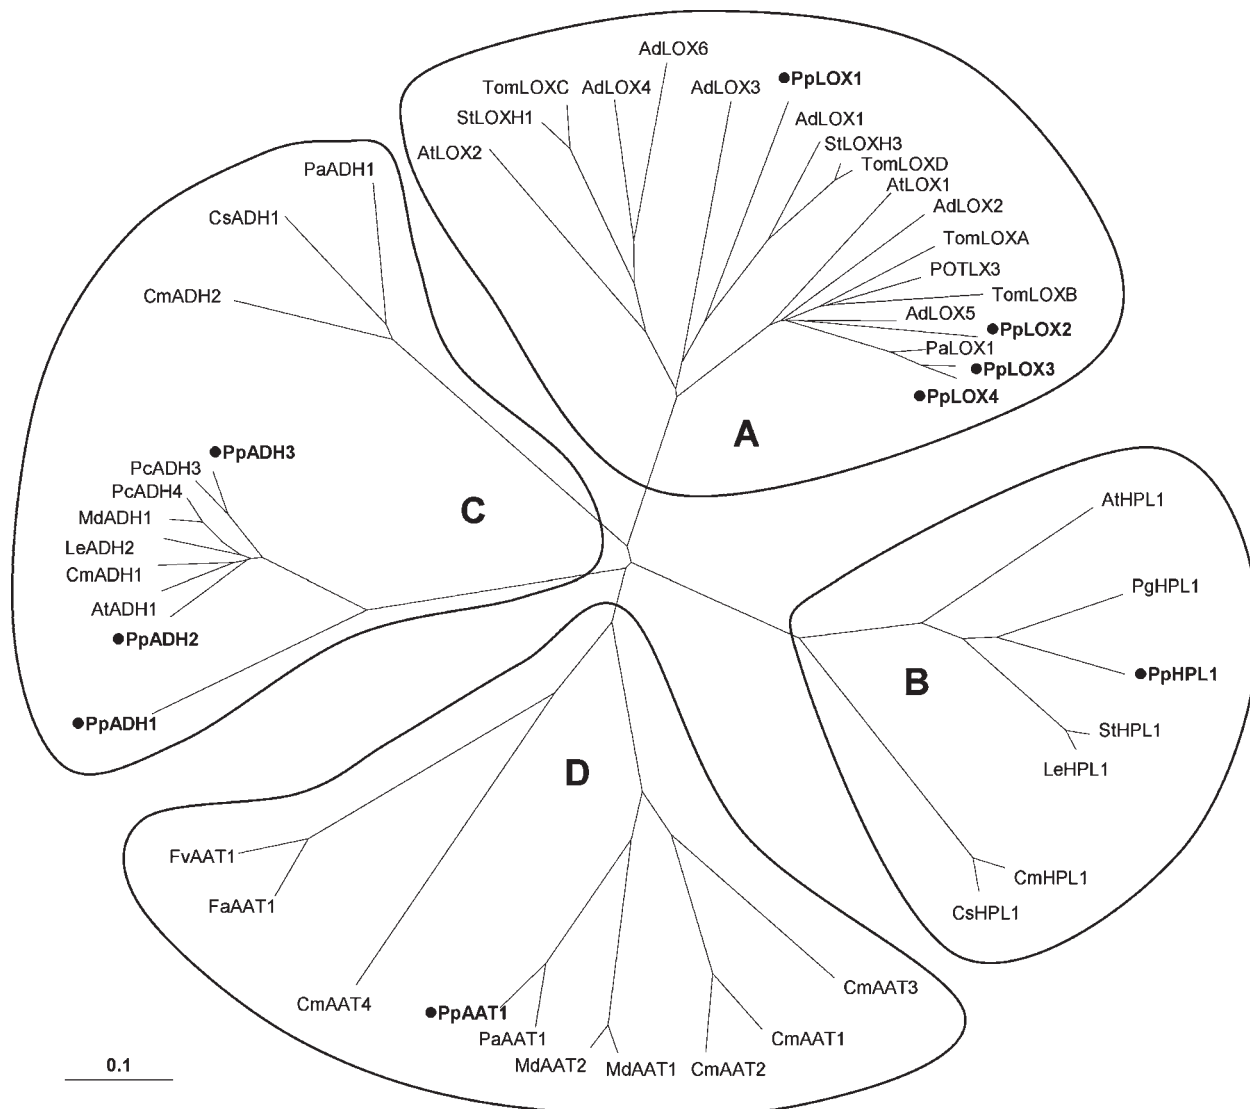 AdLOX6
●PpLOX1
TomLOXC
AdLOX4
AdLOX3
StLOXH1
AdLOX1
StLOXH3
AtLOX2
TomLOXD
AtLOX1
AdLOX2
TomLOXA
POTLX3
TomLOXB
AdLOX5
●PpLOX2
PaLOX1
●PpLOX3
●PpLOX4
A
PaADH1
CsADH1
CmADH2
●PpADH3
PcADH3
PcADH4
MdADH1
LeADH2
CmADH1
AtADH1
●PpADH2
●PpADH1
C
AtHPL1
PgHPL1
●PpHPL1
B
StHPL1
LeHPL1
CmHPL1
CsHPL1
D
FvAAT1
FaAAT1
CmAAT4
●PpAAT1
PaAAT1
MdAAT2
MdAAT1
CmAAT2
CmAAT1
CmAAT3
0.1